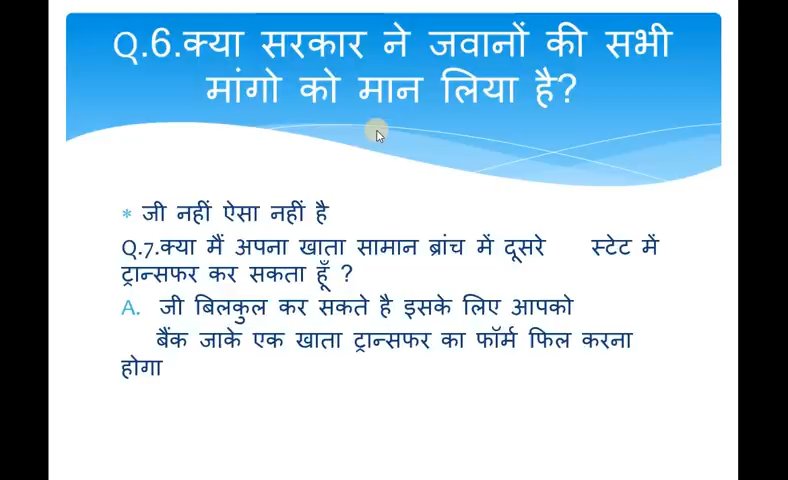 Q.6.क्या सरकार ने जवानों की सभी
मांगो को मान लिया है?
* जी नहीं ऐसा नहीं है
Q.7.क्या मैं अपना खाता सामान ब्रांच में दूसरे स्टेट में
ट्रान्सफर कर सकता हूँ ?
A. जी बिलकुल कर सकते है इसके लिए आपको
बैंक जाके एक खाता ट्रान्सफर का फॉर्म फिल करना
होगा